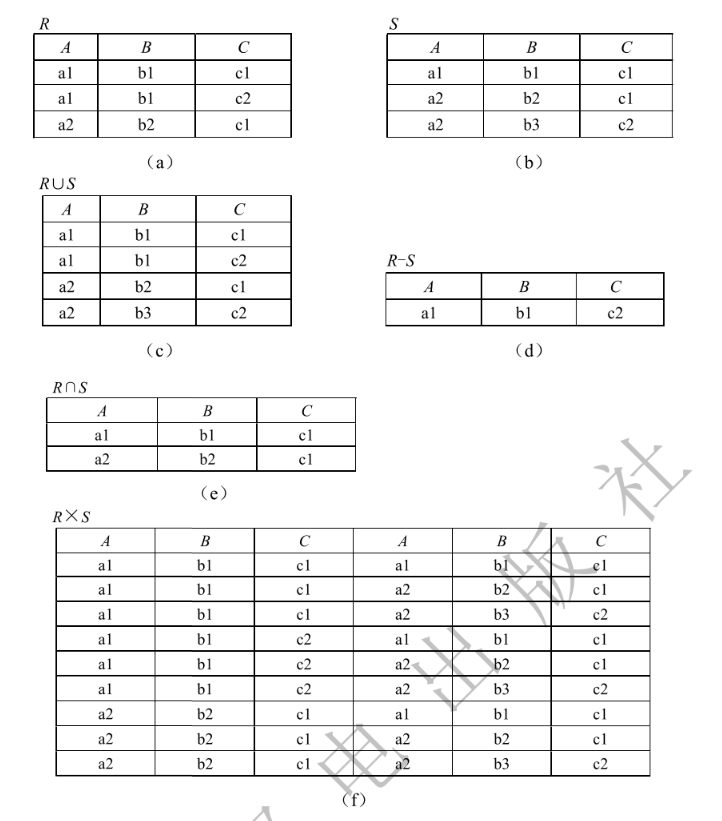 R
A B C
a1 b1 c1
a1 b1 c2
a2 b2 c1
（a）
S
A B C
a1 b1 c1
a2 b2 c1
a2 b3 c2
（b）
R∪S
A B C
a1 b1 c1
a1 b1 c2
a2 b2 c1
a2 b3 c2
（c）
R-S
A B C
a1 b1 c2
（d）
R∩S
A B C
a1 b1 c1
a2 b2 c1
（e）
R×S
A B C A B C
a1 b1 c1 a1 b1 c1
a1 b1 c1 a2 b2 c1
a1 b1 c1 a2 b3 c2
a1 b1 c2 a1 b1 c1
a1 b1 c2 a2 b2 c1
a1 b1 c2 a2 b3 c2
a2 b2 c1 a1 b1 c1
a2 b2 c1 a2 b2 c1
a2 b2 c1 a2 b3 c2
（f）
电出版社